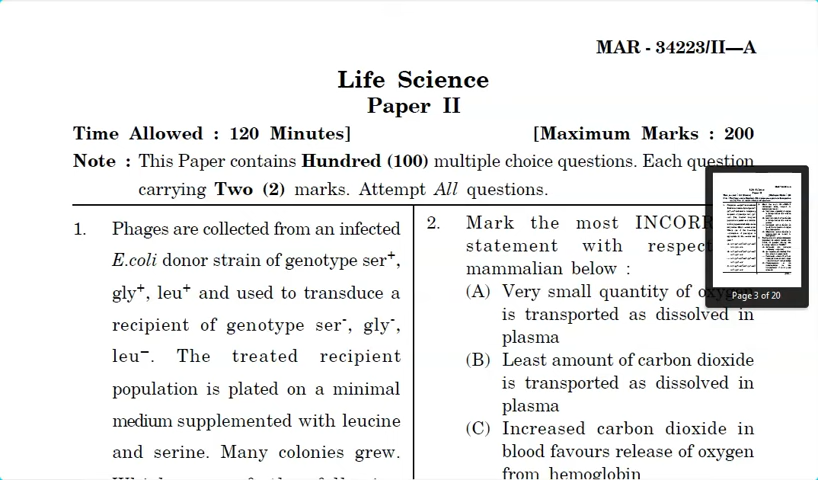 MAR - 34223/II—A
Life Science
Paper II
Time Allowed : 120 Minutes] [Maximum Marks : 200
Note : This Paper contains Hundred (100) multiple choice questions. Each question
carrying Two (2) marks. Attempt All questions.
1. Phages are collected from an infected
E.coli donor strain of genotype ser⁺,
gly⁺, leu⁺ and used to transduce a
recipient of genotype ser⁻, gly⁻,
leu⁻. The treated recipient
population is plated on a minimal
medium supplemented with leucine
and serine. Many colonies grew.
2. Mark the most
statement with respect
mammalian below :
(A) Very small quantity of
is transported as dissolved in
plasma
(B) Least amount of carbon dioxide
is transported as dissolved in
plasma
(C) Increased carbon dioxide in
blood favours release of oxygen
from hemoglobin
Page 3 of 20